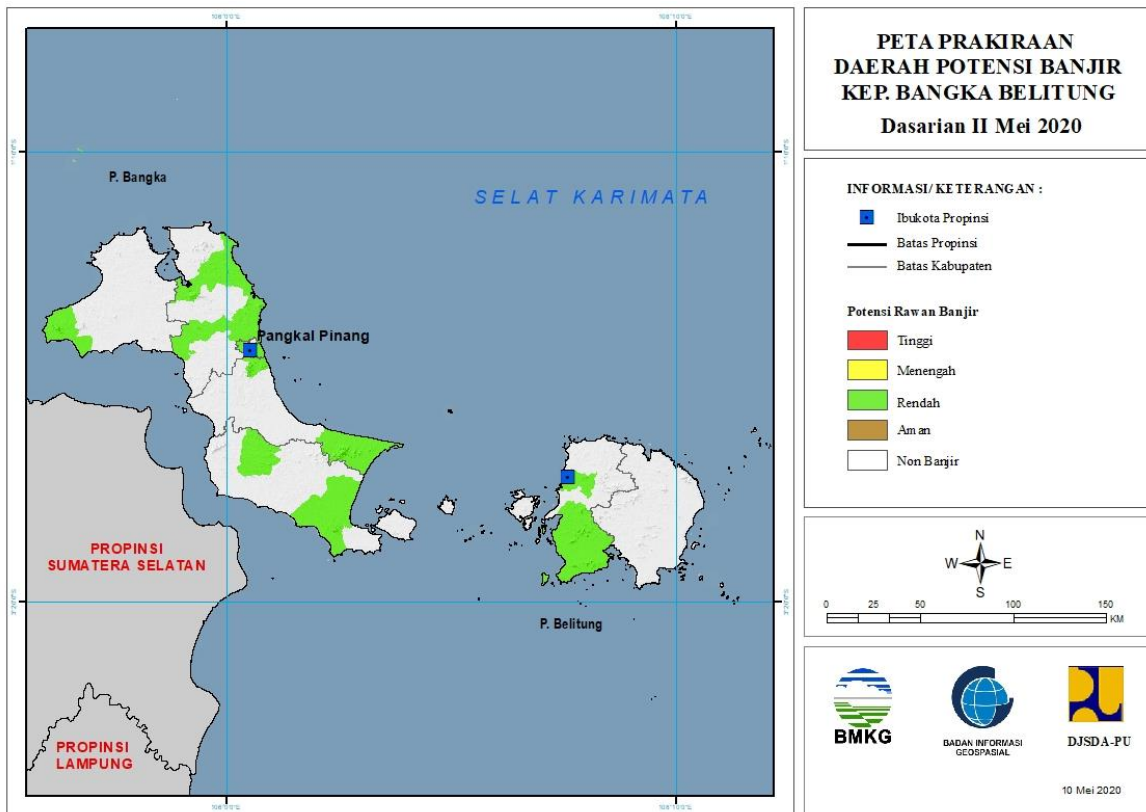 PETA PRAKIRAAN
DAERAH POTENSI BANJIR
KEP. BANGKA BELITUNG
Dasarian II Mei 2020
P. Bangka
SELAT KARIMATA
Pangkal Pinang
PROPINSI
SUMATERA SELATAN
P. Belitung
PROPINSI
LAMPUNG
INFORMASI/KETERANGAN :
Ibukota Propinsi
Batas Propinsi
Batas Kabupaten
Potensi Rawan Banjir
Tinggi
Menengah
Rendah
Aman
Non Banjir
N
W E
S
0 25 50 100 150
KM
BMKG
BADAN INFORMASI
GEOSPASIAL
DJSDA-PU
10 Mei 2020